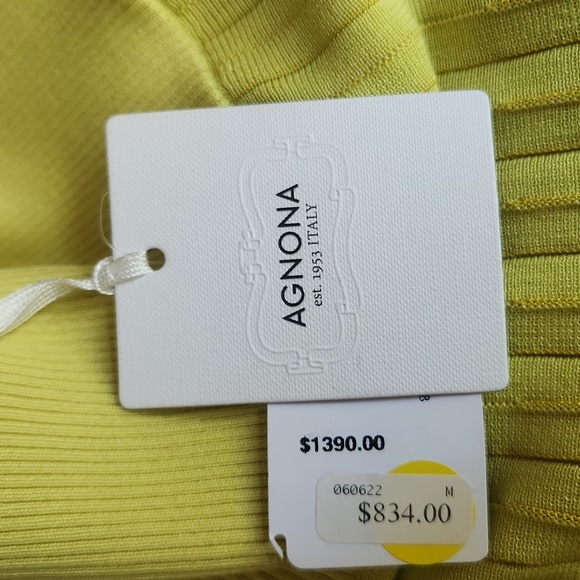 AGNONA
est. 1953 ITALY
$1390.00
060622 M
$834.00